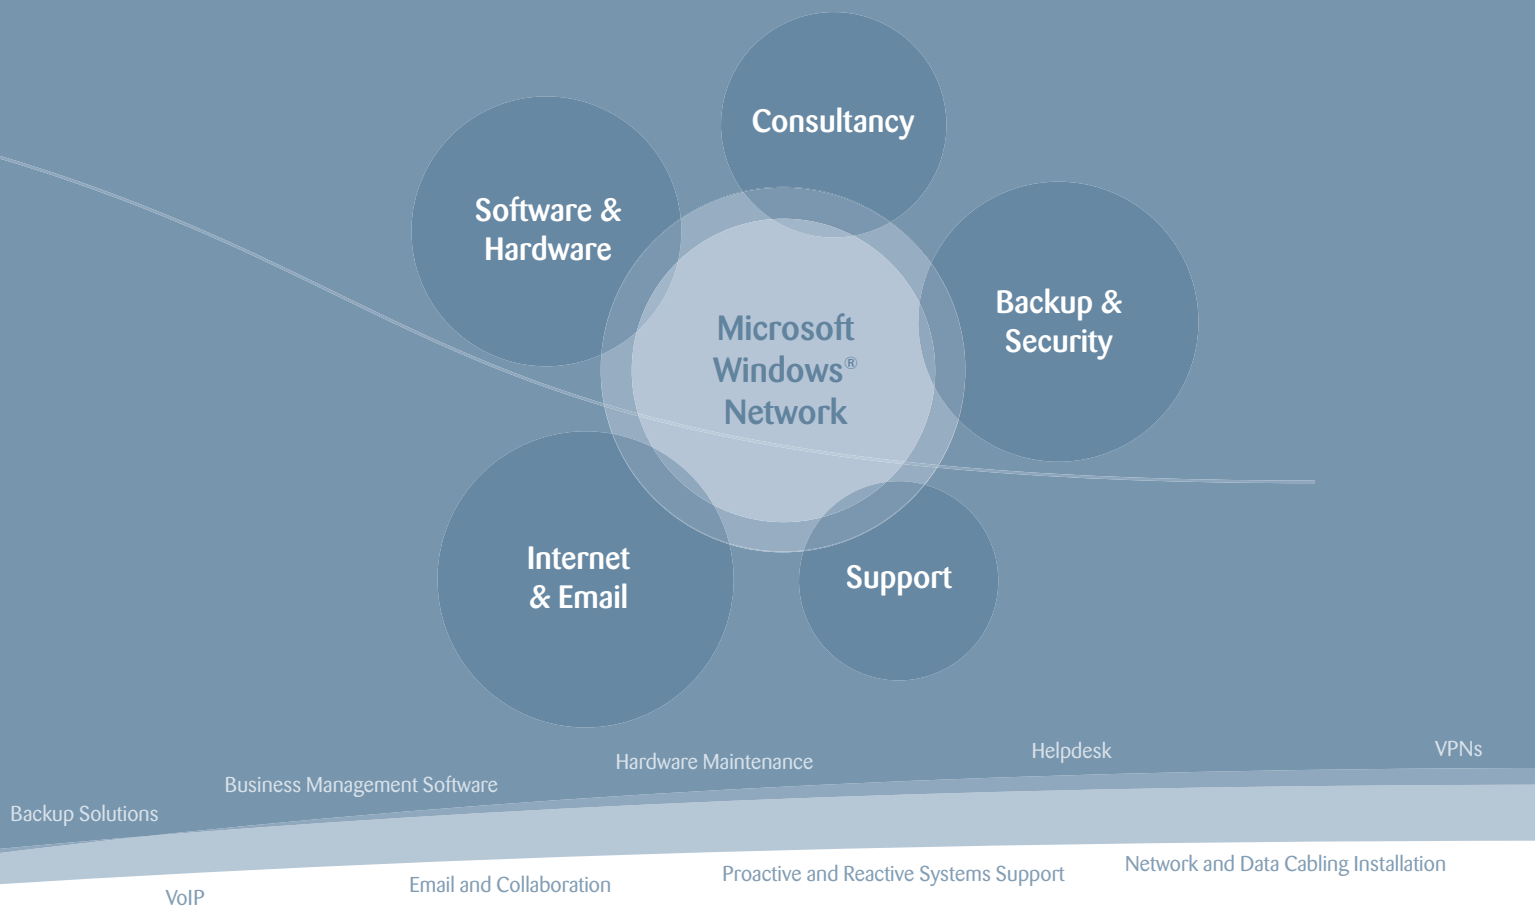 Consultancy
Software &
Hardware
Backup &
Security
Microsoft
Windows®
Network
Internet
& Email
Support
Backup Solutions
Business Management Software
Hardware Maintenance
Helpdesk
VPNs
VoIP
Email and Collaboration
Proactive and Reactive Systems Support
Network and Data Cabling Installation